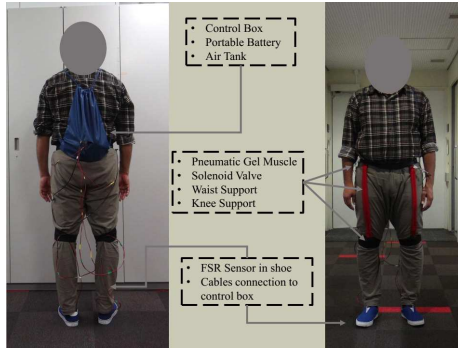 • Control Box
• Portable Battery
• Air Tank
• Pneumatic Gel Muscle
• Solenoid Valve
• Waist Support
• Knee Support
• FSR Sensor in shoe
• Cables connection to
control box